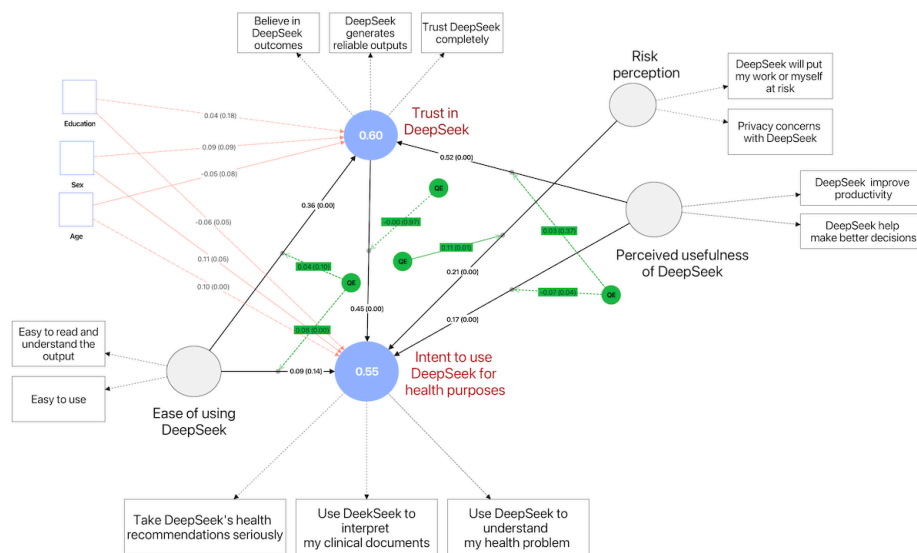 Believe in
DeepSeek
outcomes
DeepSeek
generates
reliable outputs
Trust DeepSeek
completely
Risk
perception
DeepSeek will put
my work or myself
at risk
Privacy concerns
with DeepSeek
Education
Sex
Age
0.04 (0.18)
0.09 (0.09)
-0.05 (0.08)
0.60
Trust in
DeepSeek
0.52 (0.00)
DeepSeek improve
productivity
DeepSeek help
make better decisions
Perceived usefulness
of DeepSeek
0.36 (0.00)
QE
-0.00 (0.97)
-0.06 (0.05)
0.11 (0.05)
0.10 (0.00)
0.04 (0.10)
QE
QE
0.11 (0.01)
0.03 (0.37)
0.21 (0.00)
QE
-0.07 (0.04)
0.45 (0.00)
0.17 (0.00)
0.08 (0.00)
Easy to read and
understand the
output
Easy to use
Ease of using
DeepSeek
0.09 (0.14)
0.55
Intent to use
DeepSeek for
health purposes
Take DeepSeek's health
recommendations seriously
Use DeekSeek to
interpret
my clinical documents
Use DeepSeek to
understand
my health problem